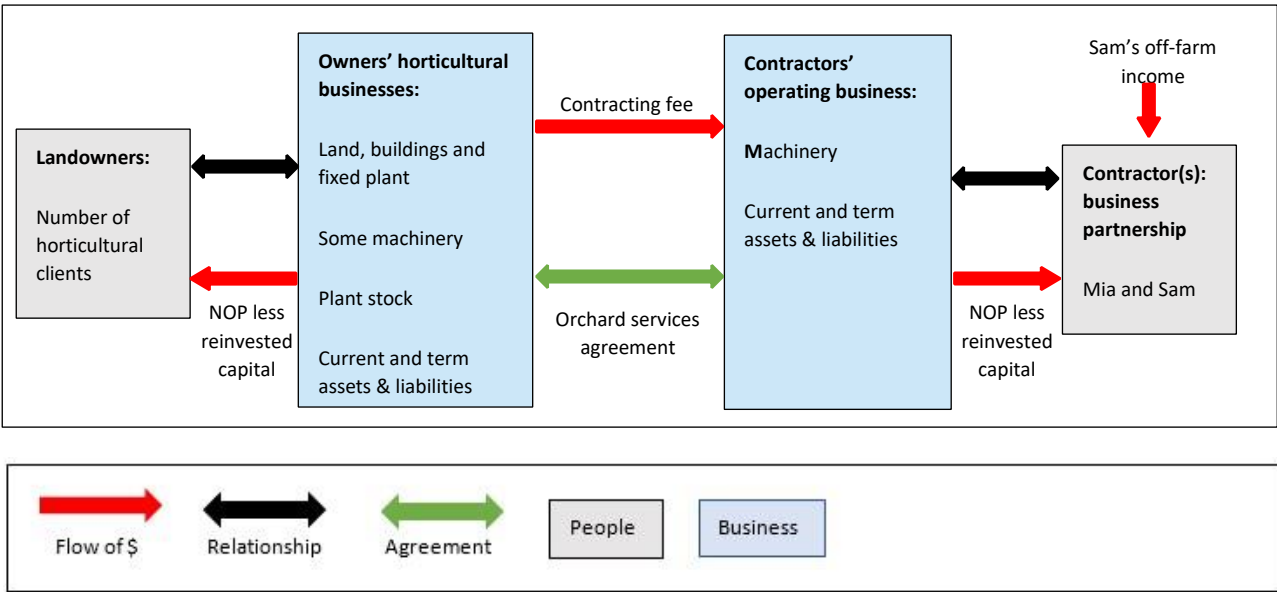 Landowners:
Number of
horticultural
clients
NOP less
reinvested
capital
Owners’ horticultural
businesses:
Land, buildings and
fixed plant
Some machinery
Plant stock
Current and term
assets & liabilities
Contracting fee
Orchard services
agreement
Contractors’
operating business:
Machinery
Current and term
assets & liabilities
NOP less
reinvested
capital
Sam’s off-farm
income
Contractor(s):
business
partnership
Mia and Sam
Flow of $
Relationship
Agreement
People
Business